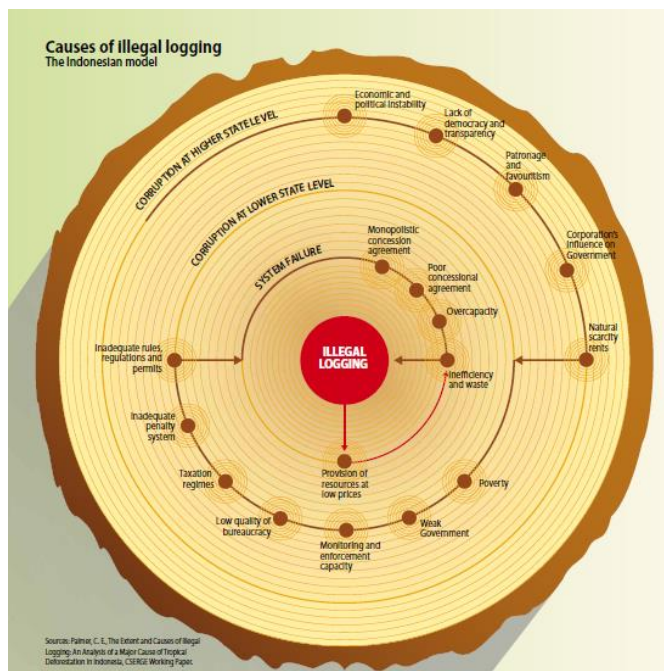 Causes of illegal logging
The Indonesian model
CORRUPTION AT HIGHER STATE LEVEL
Economic and
political instability
Lack of
democracy and
transparency
Patronage
and
favouritism
Corporation's
influence on
Government
Natural
scarcity
rents
CORRUPTION AT LOWER STATE LEVEL
SYSTEM FAILURE
Monopolistic
concession
agreement
Poor
concessional
agreement
Overcapacity
Inefficiency
and waste
ILLEGAL
LOGGING
Provision of
resources at
low prices
Inadequate rules,
regulations and
permits
Inadequate
penalty
system
Taxation
regimes
Low quality of
bureaucracy
Monitoring and
enforcement
capacity
Weak
Government
Poverty
Sources: Palmer, C. E., The Extent and Causes of Illegal
Logging: An Analysis of a Major Cause of Tropical
Deforestation in Indonesia, CSERGE Working Paper.